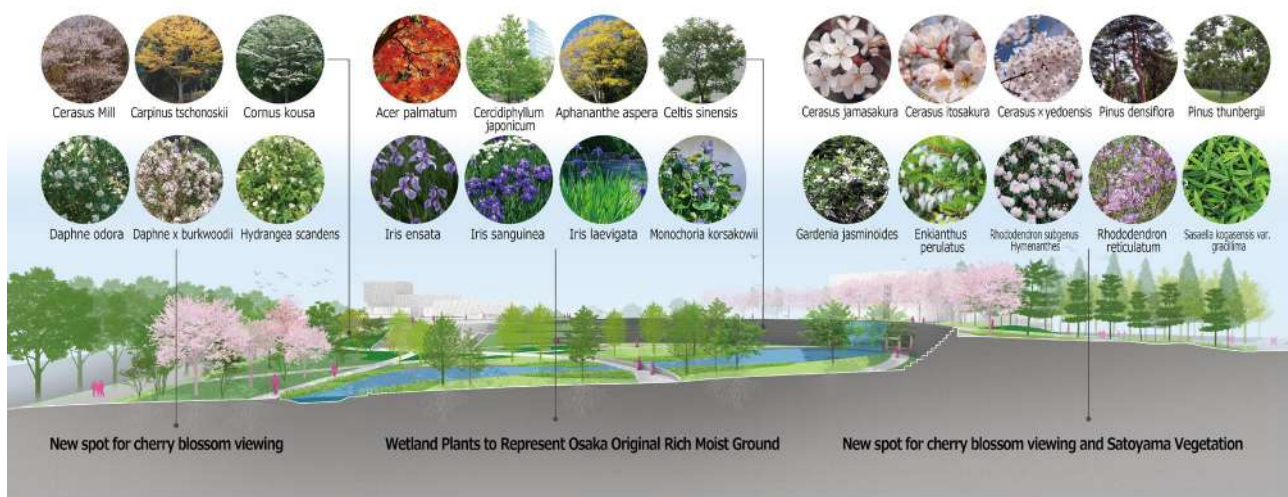 Cerasus Mill
Carpinus tschonoskii
Cornus kousa
Acer palmatum
Cercidiphyllum
japonicum
Aphananthe aspera
Celtis sinensis
Cerasus jamasakura
Cerasus itosakura
Cerasus × yedoensis
Pinus densiflora
Pinus thunbergii
Daphne odora
Daphne x burkwoodii
Hydrangea scandens
Iris ensata
Iris sanguinea
Iris laevigata
Monochoria korsakowii
Gardenia jasminoides
Enkianthus
perulatus
Rhododendron subgenus
Hymenanthes
Rhododendron
reticulatum
Sasaella kogasensis var.
gracillima
New spot for cherry blossom viewing
Wetland Plants to Represent Osaka Original Rich Moist Ground
New spot for cherry blossom viewing and Satoyama Vegetation